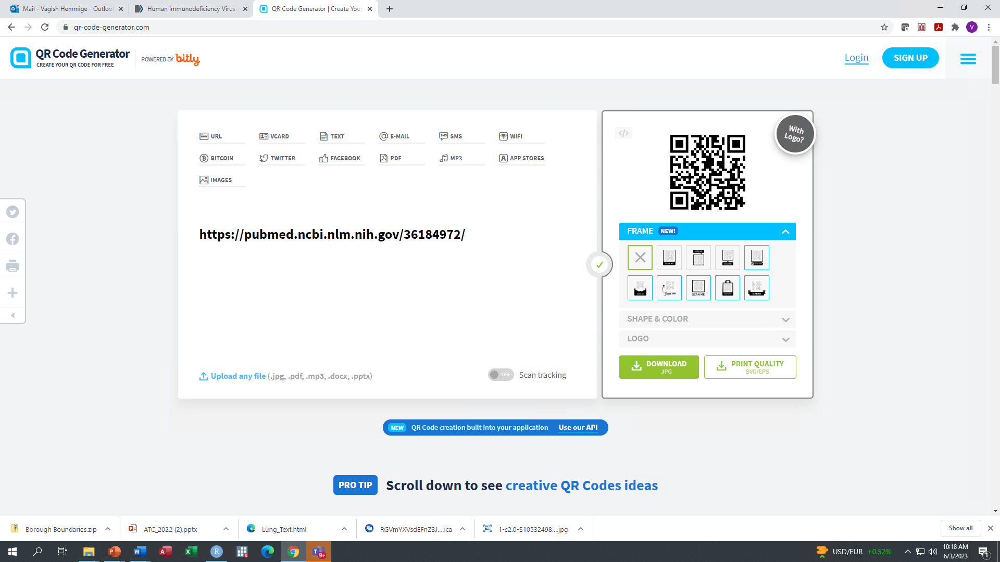 Mail - Vagish Hemmige - Outloo
Human Immunodeficiency Virus
QR Code Generator | Create Your
qr-code-generator.com
V
QR Code Generator
CREATE YOUR QR CODE FOR FREE
POWERED BY bitly
Login
SIGN UP
URL
VCARD
TEXT
E-MAIL
SMS
WIFI
BITCOIN
TWITTER
FACEBOOK
PDF
MP3
APP STORES
IMAGES
With
Logo?
https://pubmed.ncbi.nlm.nih.gov/36184972/
FRAME NEW!
SCAN ME
SHAPE & COLOR
LOGO
DOWNLOAD
.JPG
PRINT QUALITY
SVG/EPS
Upload any file (.jpg, .pdf, .mp3, .docx, .pptx)
OFF
Scan tracking
NEW QR Code creation built into your application Use our API
PRO TIP
Scroll down to see creative QR Codes ideas
Borough Boundaries.zip
ATC_2022 (2).pptx
Lung_Text.html
RGVmYXVsdEFnZ3J....ica
1-s2.0-S10532498....jpg
Show all
USD/EUR +0.52%
10:18 AM
6/3/2023